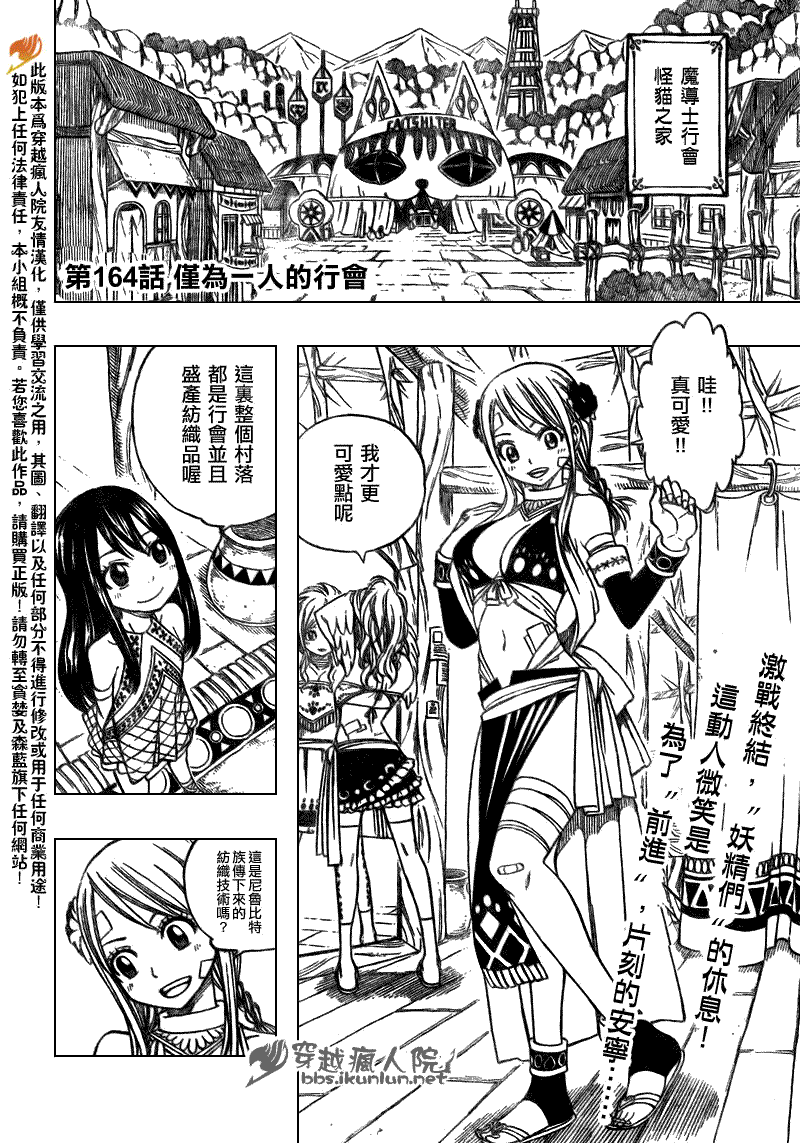 魔導士行會
怪貓之家
CAITSHLTER
第164話 僅為一人的行會
哇!!
真可愛!!
我才更
可愛點呢
激戰終結,〝妖精們〞的休息!
這動人微笑是
為了〝前進〞,片刻的安寧……
這裏整個村落
都是行會並且
盛產紡織品喔
這是尼魯比特
族傳下來的
紡織技術嗎?
此版本爲穿越瘋人院友情漢化,僅供學習交流之用,其圖、翻譯以及任何部分不得進行修改或用于任何商業用途!
如犯上任何法律責任,本小組概不負責。若您喜歡此作品,請購買正版!請勿轉至貪婪及森藍旗下任何網站!
穿越瘋人院
bbs.ikunlun.net